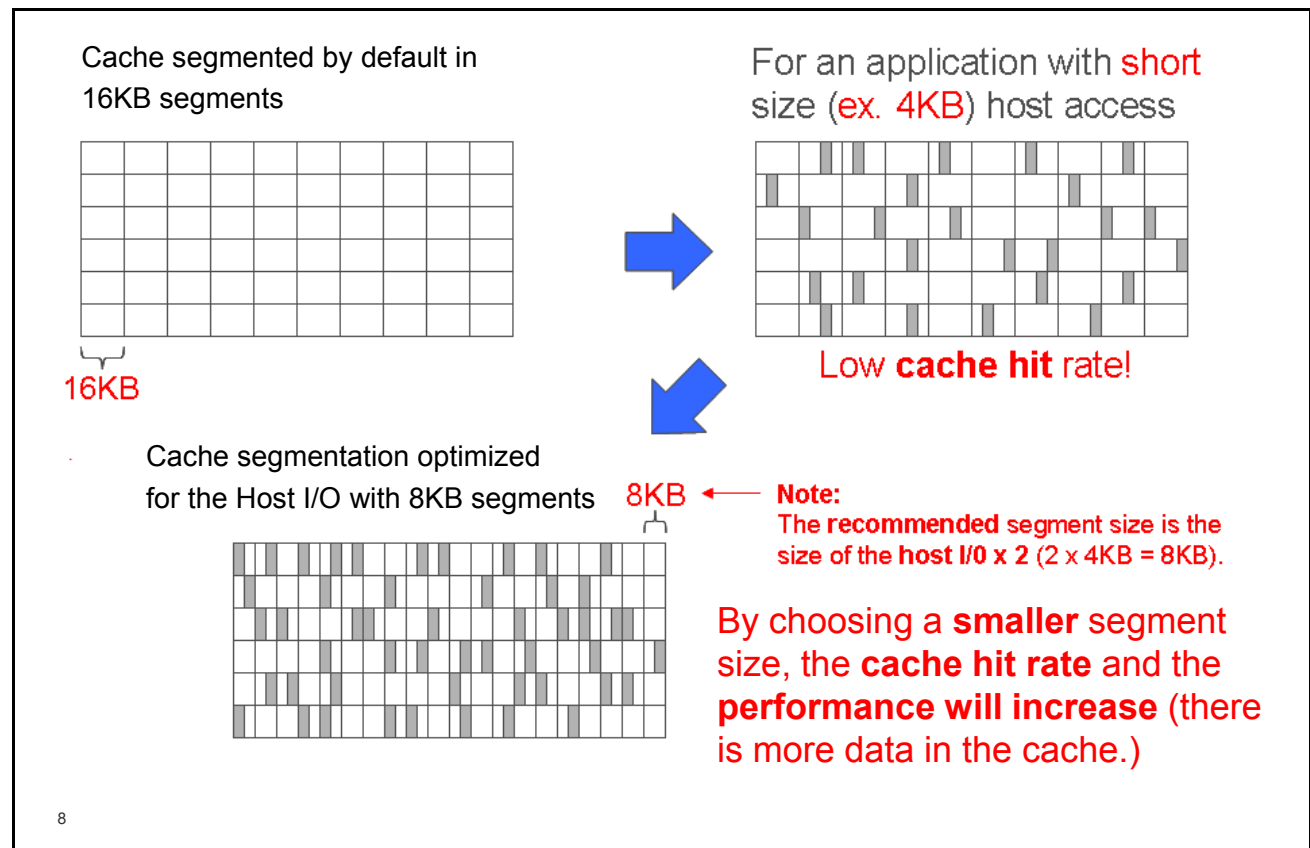 Cache segmented by default in
16KB segments
For an application with short
size (ex. 4KB) host access
16KB
Low cache hit rate!
Cache segmentation optimized
for the Host I/O with 8KB segments
8KB
Note:
The recommended segment size is the
size of the host I/0 x 2 (2 x 4KB = 8KB).
By choosing a smaller segment
size, the cache hit rate and the
performance will increase (there
is more data in the cache.)
8